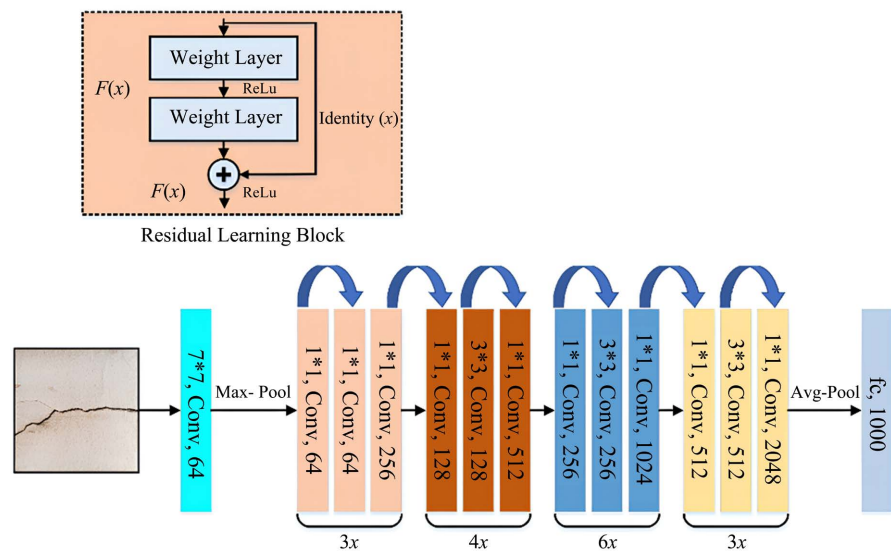 Weight Layer
ReLu
F(x)
Weight Layer
Identity (x)
+
F(x)
ReLu
Residual Learning Block
7*7, Conv, 64
Max- Pool
1*1, Conv, 64
1*1, Conv, 64
1*1, Conv, 256
1*1, Conv, 128
3*3, Conv, 128
1*1, Conv, 512
1*1, Conv, 256
3*3, Conv, 256
1*1, Conv, 1024
1*1, Conv, 512
3*3, Conv, 512
1*1, Conv, 2048
Avg-Pool
fc, 1000
3x
4x
6x
3x